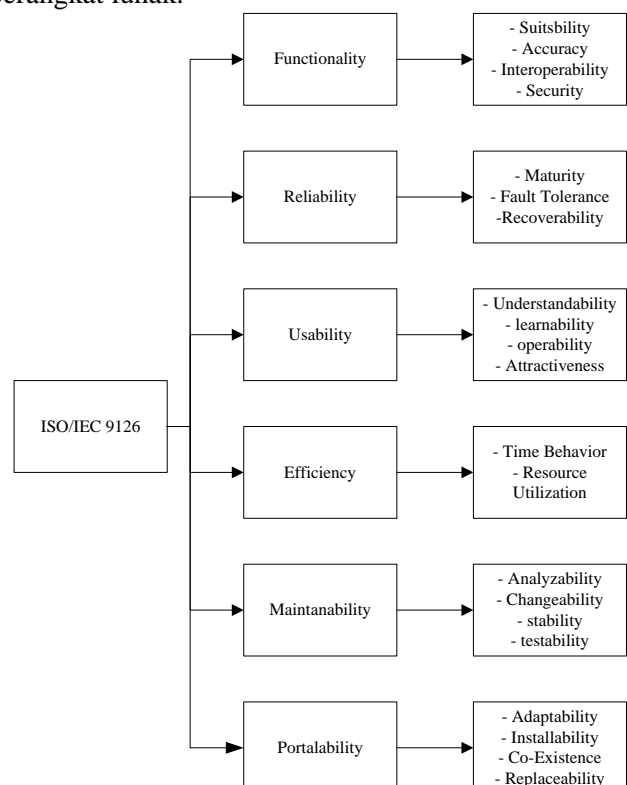 perangkat lunak.
Functionality
- Suitsbility
- Accuracy
- Interoperability
- Security
Reliability
- Maturity
- Fault Tolerance
-Recoverability
Usability
- Understandability
- learnability
- operability
- Attractiveness
ISO/IEC 9126
Efficiency
- Time Behavior
- Resource
Utilization
Maintanability
- Analyzability
- Changeability
- stability
- testability
Portalability
- Adaptability
- Installability
- Co-Existence
- Replaceability